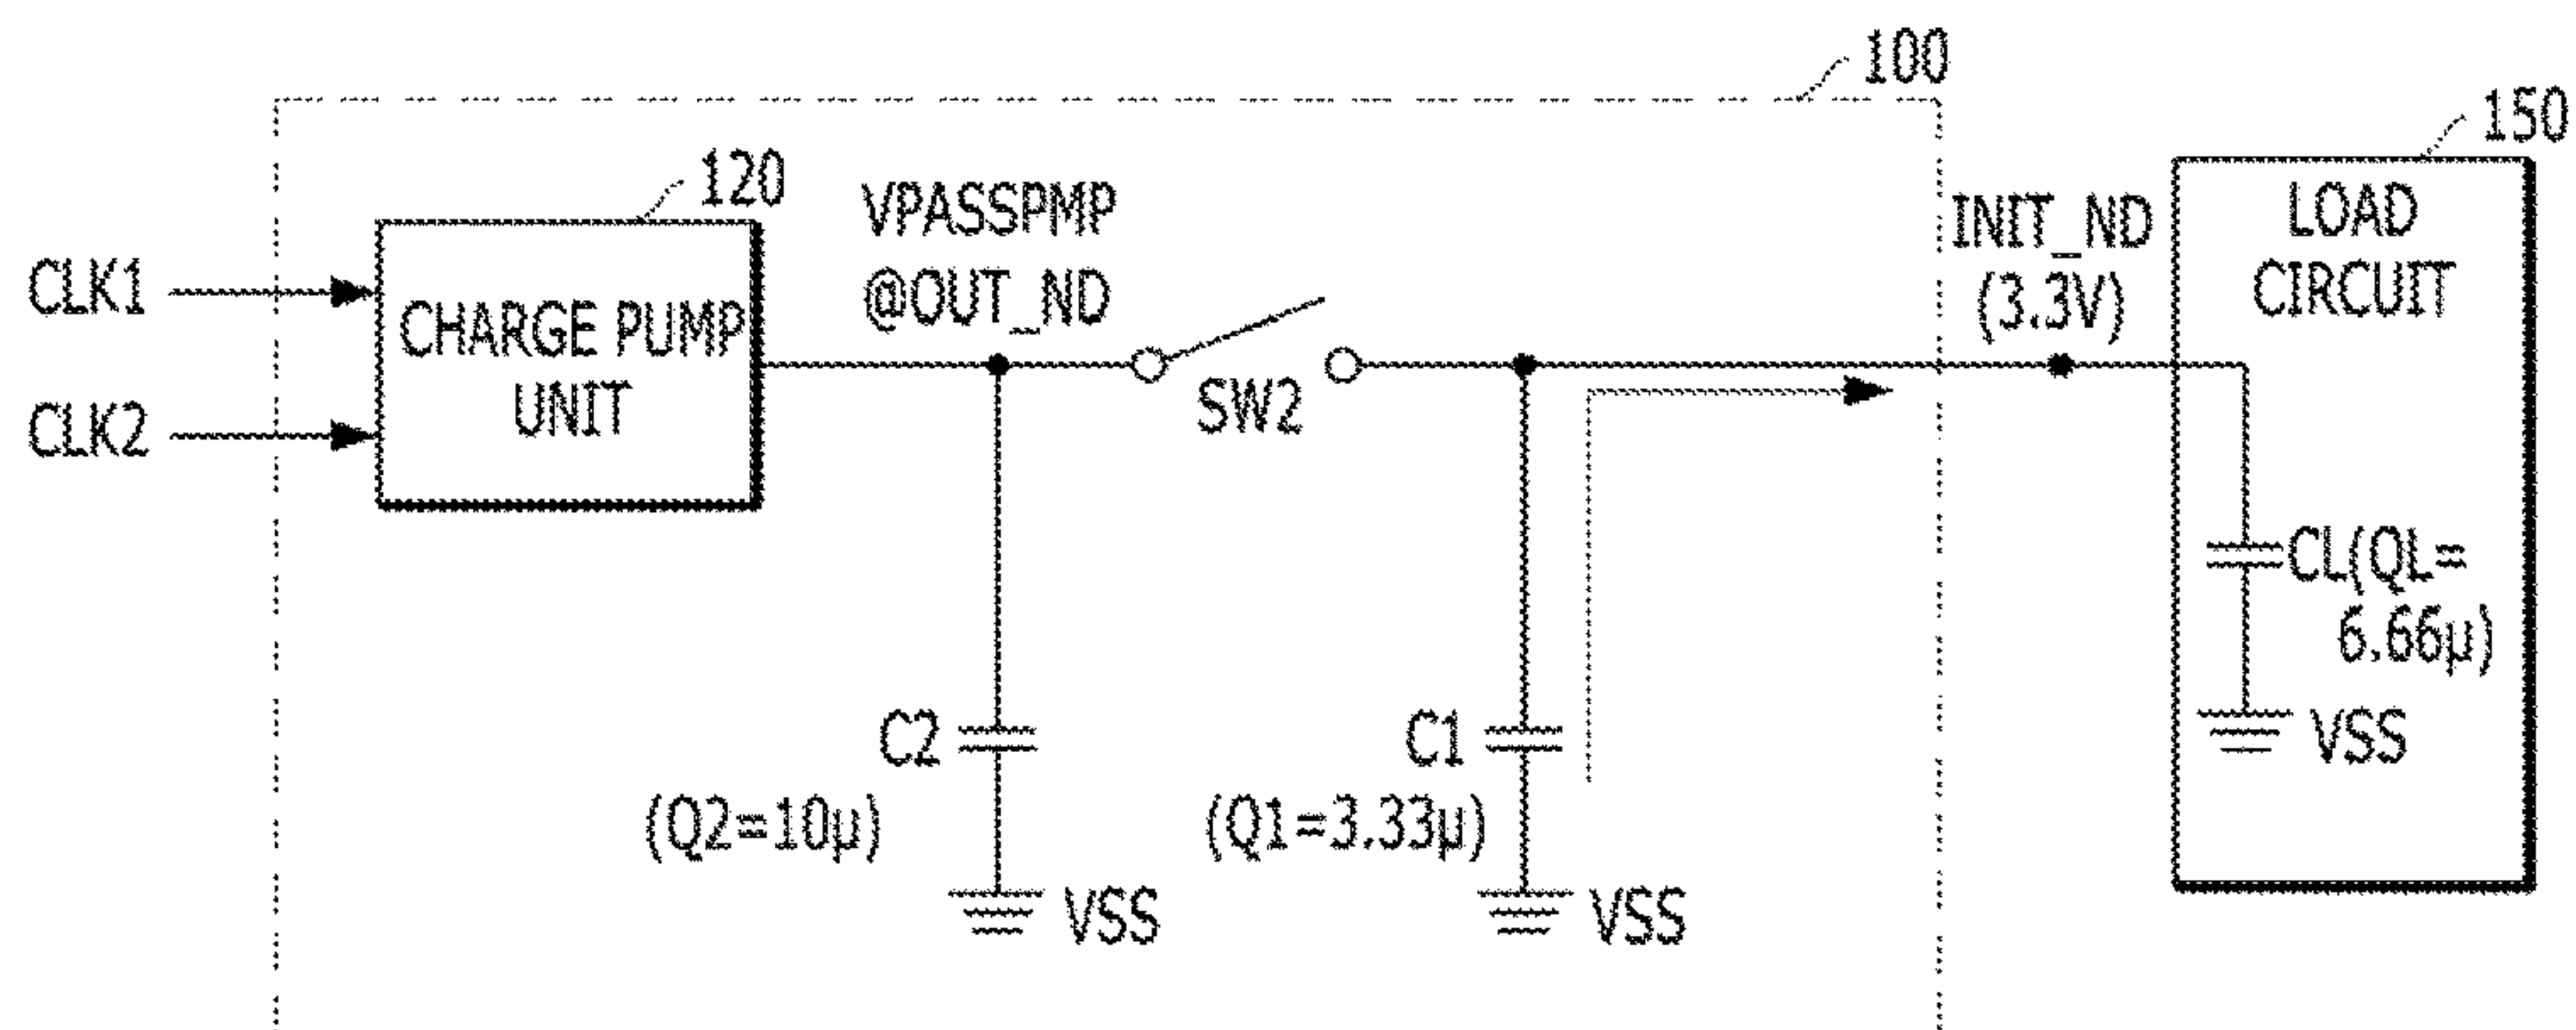 100
150
120
VPASSPMP
@OUT_ND
INIT_ND
(3.3V)
LOAD
CIRCUIT
CLK1
CHARGE PUMP
UNIT
CLK2
SW2
CL(QL=
6.66μ)
VSS
C2
(Q2=10μ)
C1
(Q1=3.33μ)
VSS
VSS